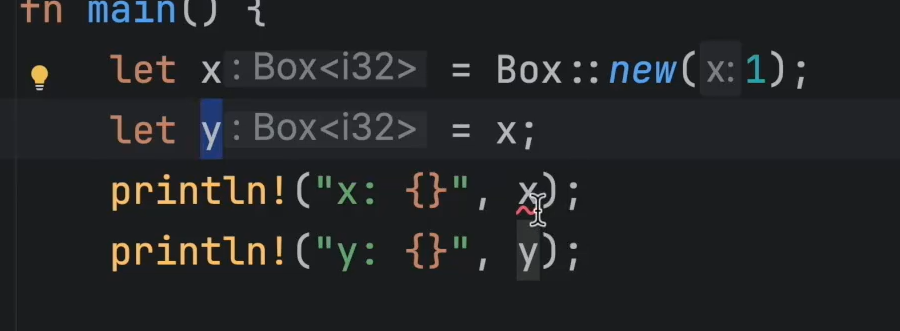 fn main() {
let x: Box<i32> = Box::new(x: 1);
let y: Box<i32> = x;
println!("x: {}", x);
println!("y: {}", y);